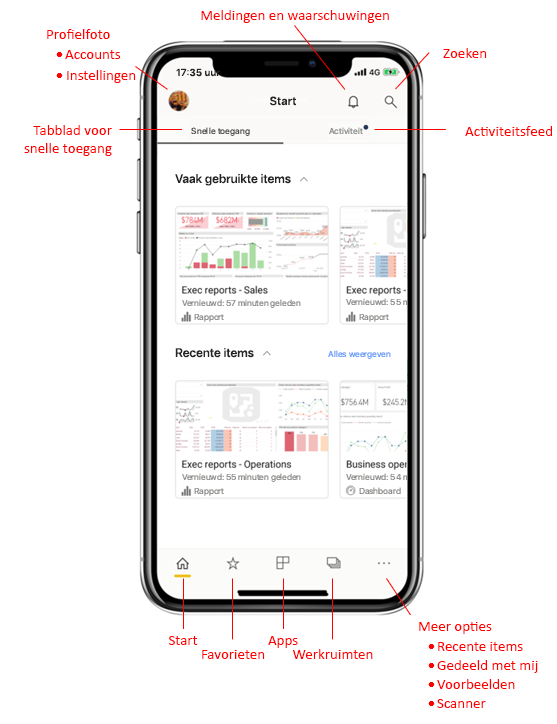 Meldingen en waarschuwingen
Profielfoto
• Accounts
• Instellingen
Zoeken
17:35 uur
4G
Start
Tabblad voor
snelle toegang
Snelle toegang
Activiteit
Activiteitsfeed
Vaak gebruikte items
$784M
$682M
Exec reports - Sales
Vernieuwd: 57 minuten geleden
Rapport
Exec reports
Vernieuwd: 55 m
Rapport
Recente items
Alles weergeven
$756.4M
$245.2
Exec reports - Operations
Vernieuwd: 55 minuten geleden
Rapport
Business oper
Vernieuwd: 54 m
Dashboard
Start
Favorieten
Apps
Werkruimten
Meer opties
• Recente items
• Gedeeld met mij
• Voorbeelden
• Scanner